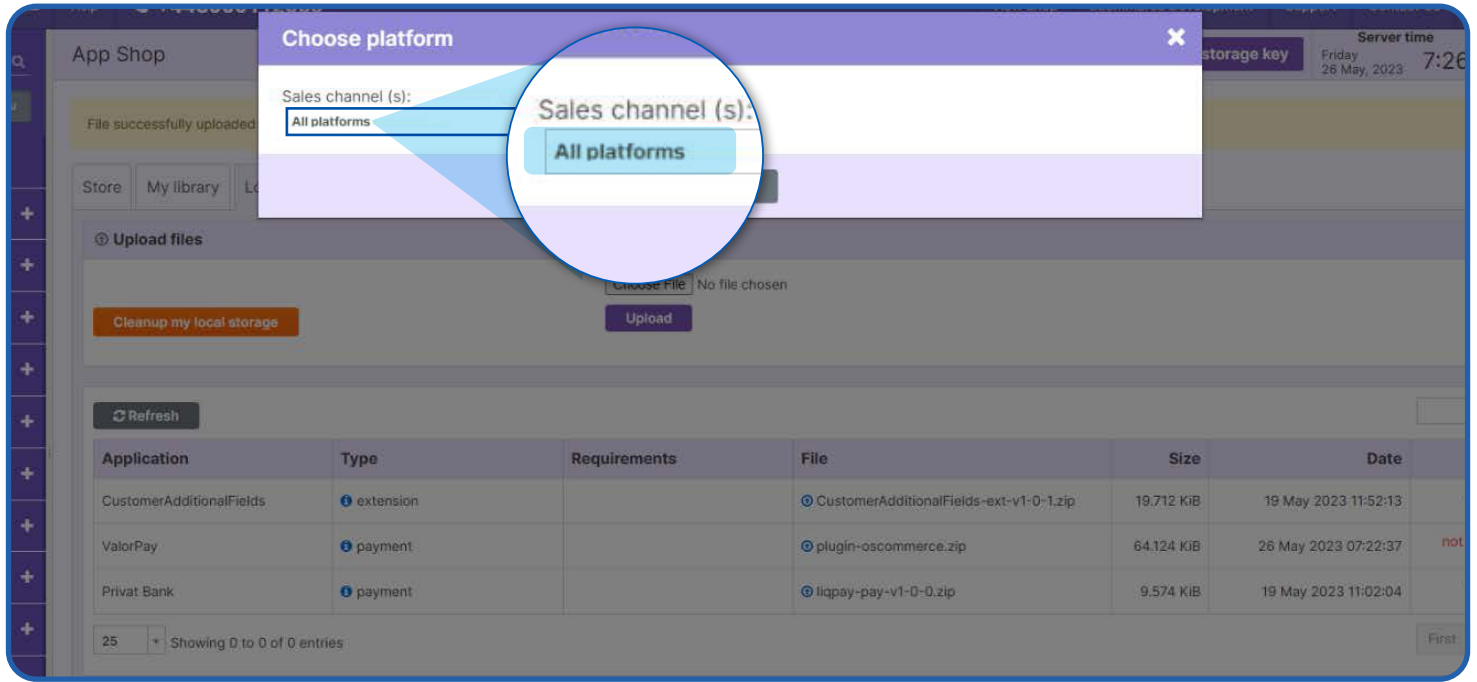 Choose platform
App Shop
storage key
Server time
Friday
26 May, 2023
7:26
Sales channel (s):
All platforms
Sales channel (s):
All platforms
File successfully uploaded
Store
My library
Upload files
Choose File No file chosen
Cleanup my local storage
Upload
Refresh
Application Type Requirements File Size Date
CustomerAdditionalFields extension CustomerAdditionalFields-ext-v1-0-1.zip 19.712 KiB 19 May 2023 11:52:13
ValorPay payment plugin-oscommerce.zip 64.124 KiB 26 May 2023 07:22:37 not
Privat Bank payment liqpay-pay-v1-0-0.zip 9.574 KiB 19 May 2023 11:02:04
25 Showing 0 to 0 of 0 entries
First